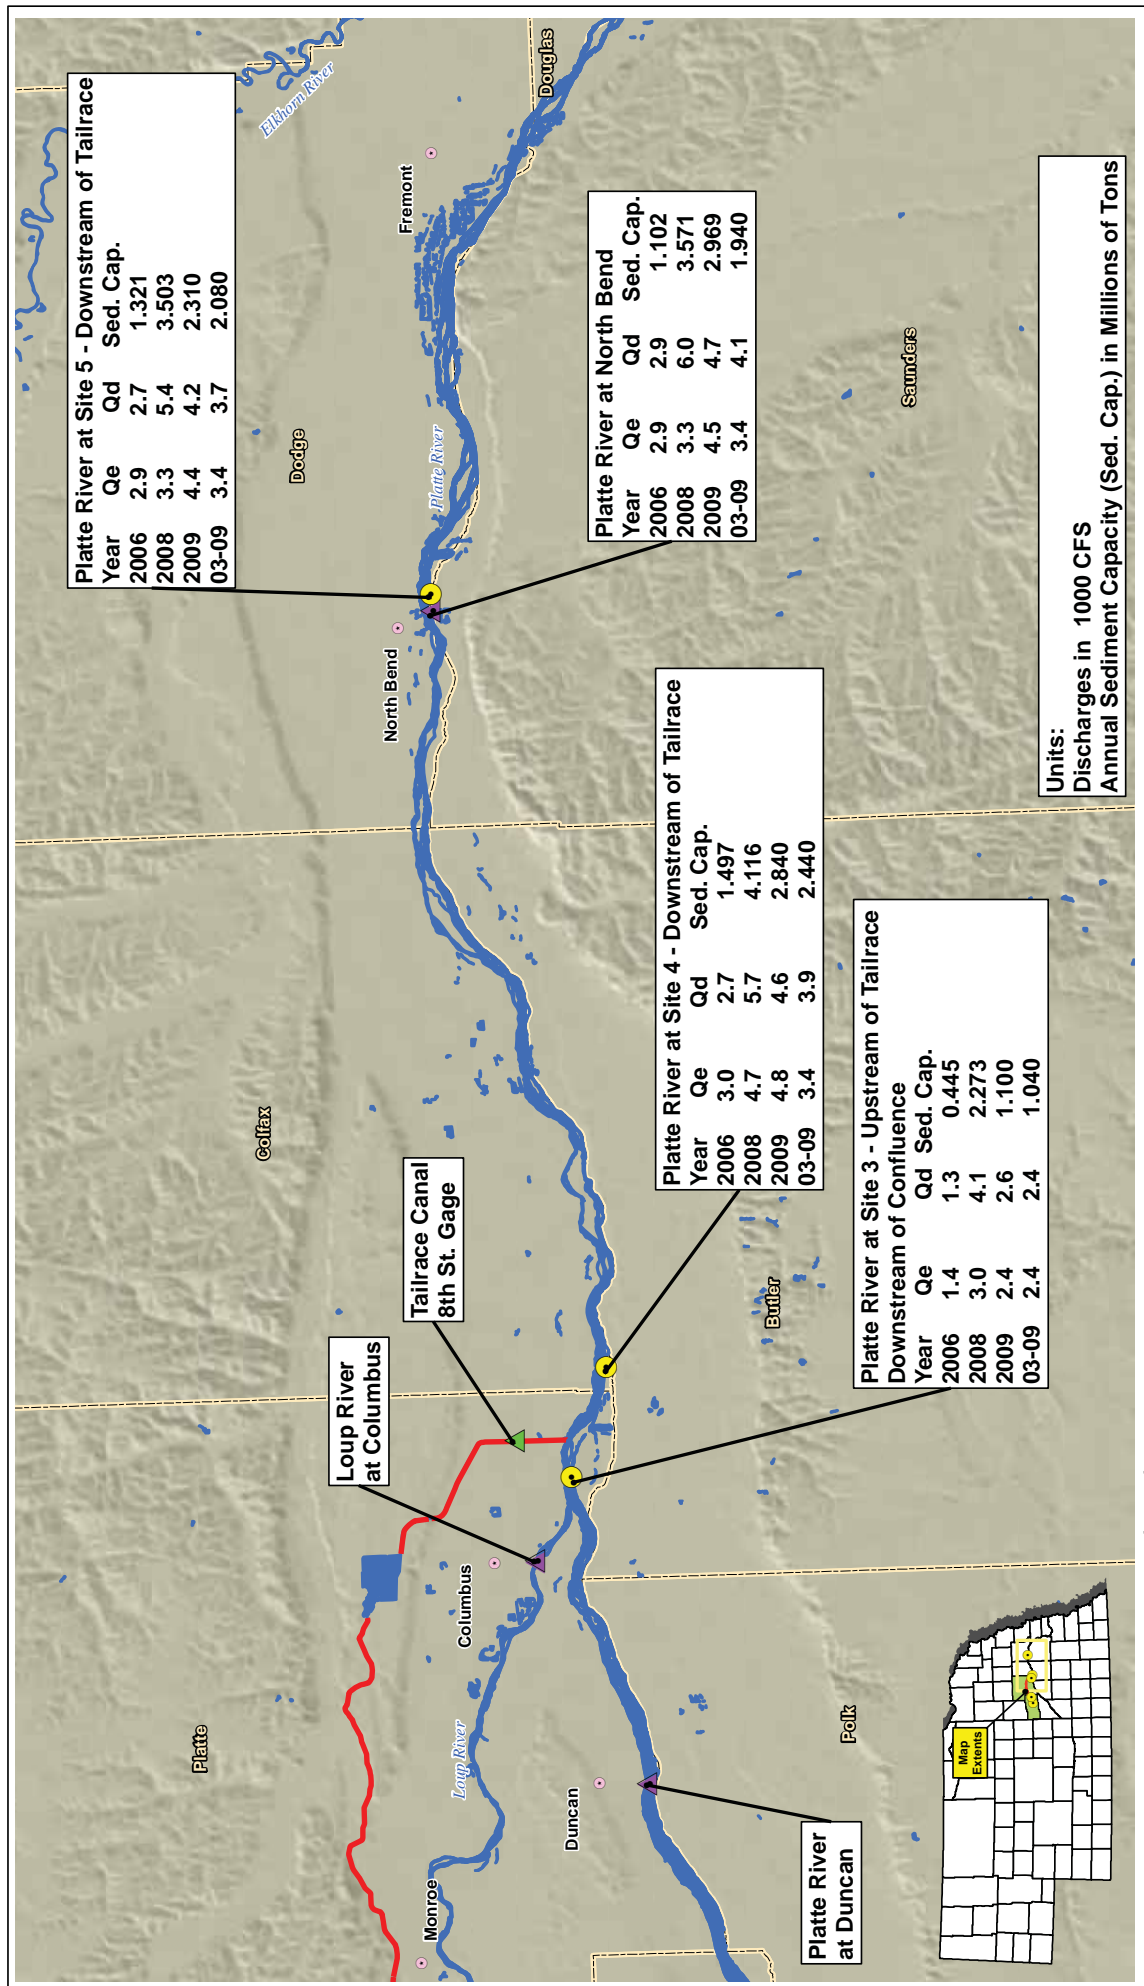 Platte River at Site 5 - Downstream of Tailrace
Year Qe Qd Sed. Cap.
2006 2.9 2.7 1.321
2008 3.3 5.4 3.503
2009 4.4 4.2 2.310
03-09 3.4 3.7 2.080
Elkhorn River
Douglas
Fremont
Dodge
Platte River
Platte River at North Bend
Year Qe Qd Sed. Cap.
2006 2.9 2.9 1.102
2008 3.3 6.0 3.571
2009 4.5 4.7 2.969
03-09 3.4 4.1 1.940
Saunders
North Bend
Colfax
Platte River at Site 4 - Downstream of Tailrace
Year Qe Qd Sed. Cap.
2006 3.0 2.7 1.497
2008 4.7 5.7 4.116
2009 4.8 4.6 2.840
03-09 3.4 3.9 2.440
Units:
Discharges in 1000 CFS
Annual Sediment Capacity (Sed. Cap.) in Millions of Tons
Tailrace Canal
8th St. Gage
Loup River
at Columbus
Butler
Platte River at Site 3 - Upstream of Tailrace
Downstream of Confluence
Year Qe Qd Sed. Cap.
2006 1.4 1.3 0.445
2008 3.0 4.1 2.273
2009 2.4 2.6 1.100
03-09 2.4 2.4 1.040
Platte
Columbus
Loup River
Duncan
Monroe
Polk
Platte River
at Duncan
Map
Extents